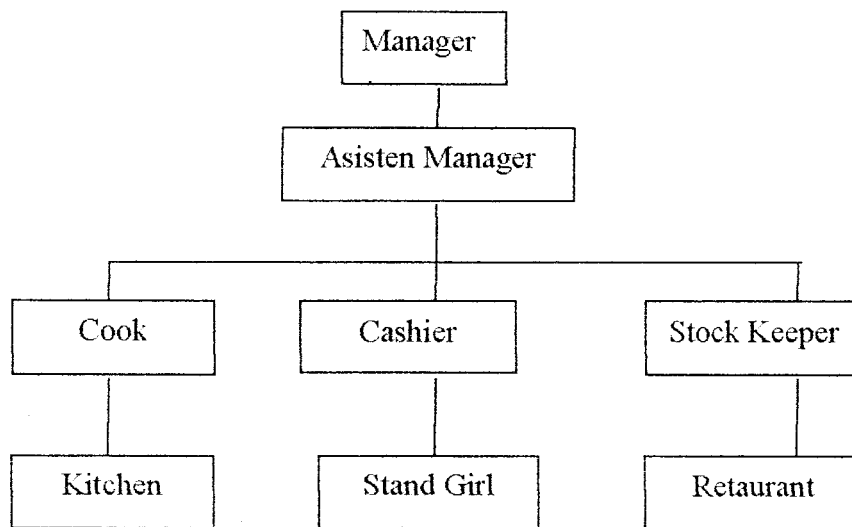 Manager
Asisten Manager
Cook
Cashier
Stock Keeper
Kitchen
Stand Girl
Retaurant